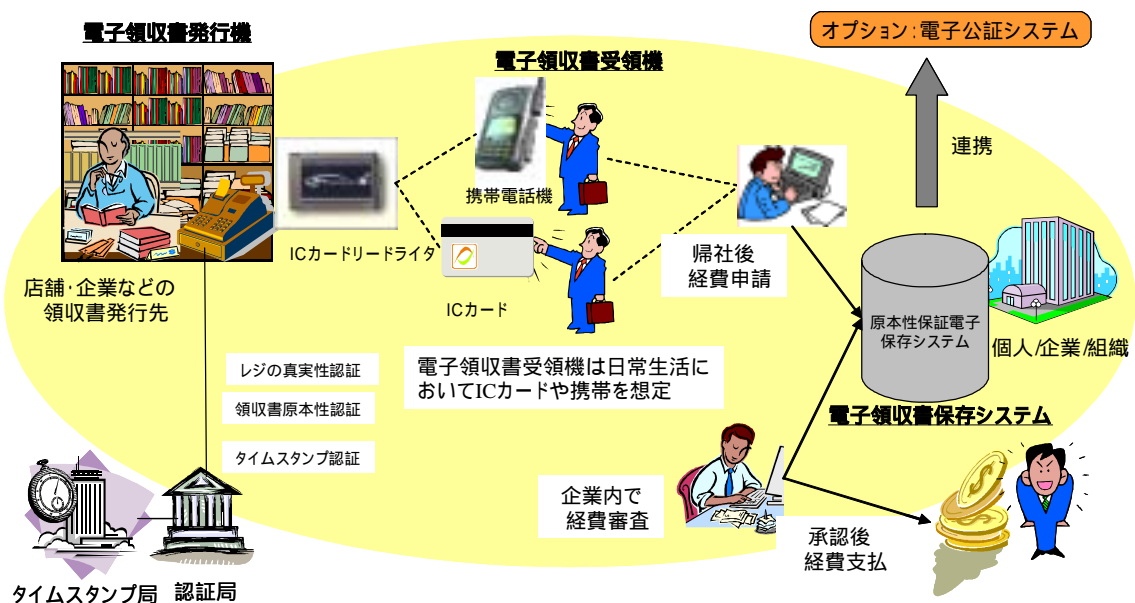 電子領収書発行機
オプション:電子公証システム
電子領収書受領機
連携
携帯電話機
ICカードリードライタ
帰社後
経費申請
店舗・企業などの
領収書発行先
ICカード
原本性保証電子
保存システム
個人/企業/組織
レジの真実性認証
電子領収書受領機は日常生活に
おいてICカードや携帯を想定
領収書原本性認証
電子領収書保存システム
タイムスタンプ認証
企業内で
経費審査
承認後
経費支払
タイムスタンプ局
認証局